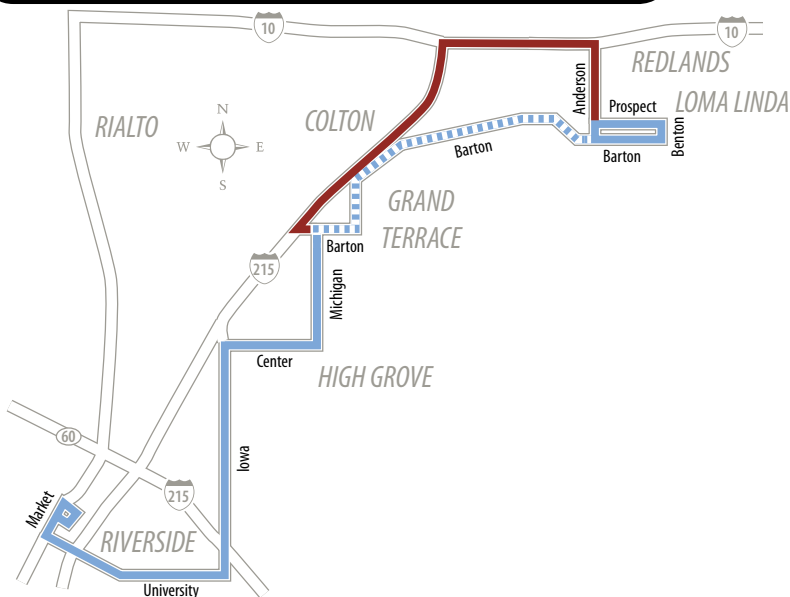 10
10
REDLANDS
Anderson
Prospect
LOMA LINDA
RIALTO
N
W
E
S
COLTON
Barton
Benton
Barton
GRAND
TERRACE
Barton
215
Michigan
Center
HIGH GROVE
60
Iowa
215
Market
RIVERSIDE
University